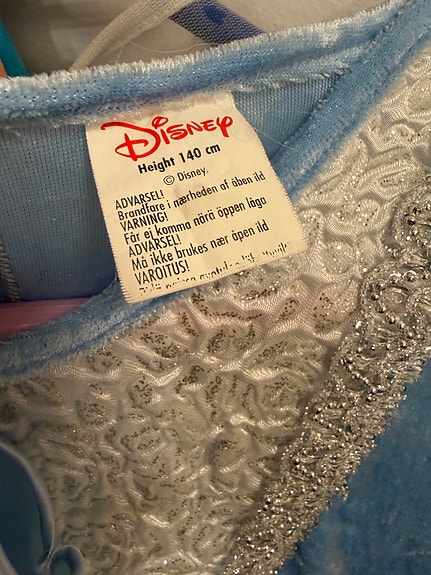 Disney
Height 140 cm
© Disney.
ADVARSEL!
Brandfare i nærheden af åben ild
VARNING!
Får ej komma nära öppen låga
ADVARSEL!
Må ikke brukes nær åpen ild
VAROITUS!